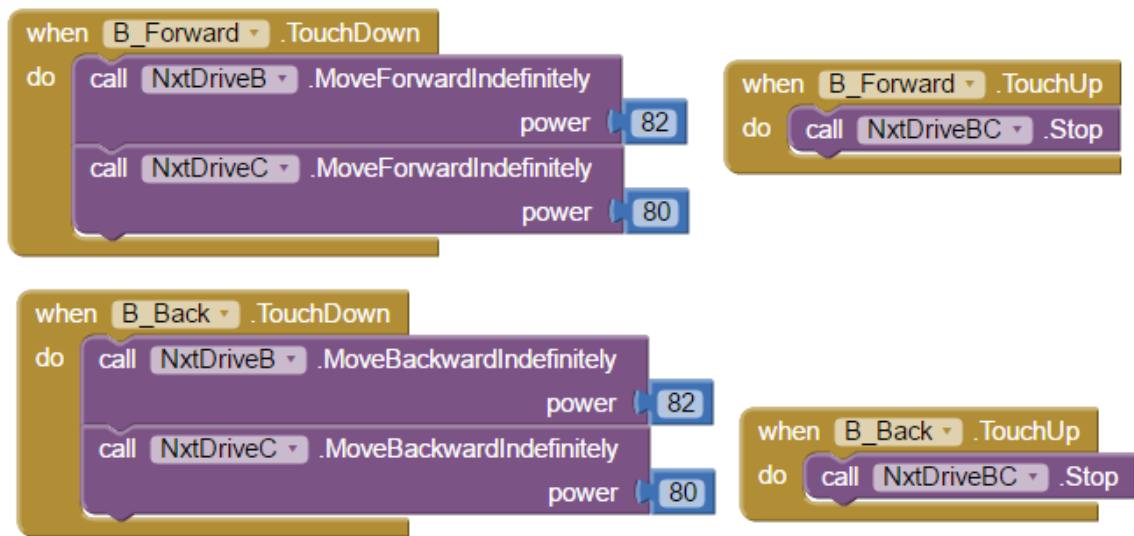 when B_Forward .TouchDown
do call NxtDriveB .MoveForwardIndefinitely
power 82
call NxtDriveC .MoveForwardIndefinitely
power 80
when B_Forward .TouchUp
do call NxtDriveBC .Stop
when B_Back .TouchDown
do call NxtDriveB .MoveBackwardIndefinitely
power 82
call NxtDriveC .MoveBackwardIndefinitely
power 80
when B_Back .TouchUp
do call NxtDriveBC .Stop